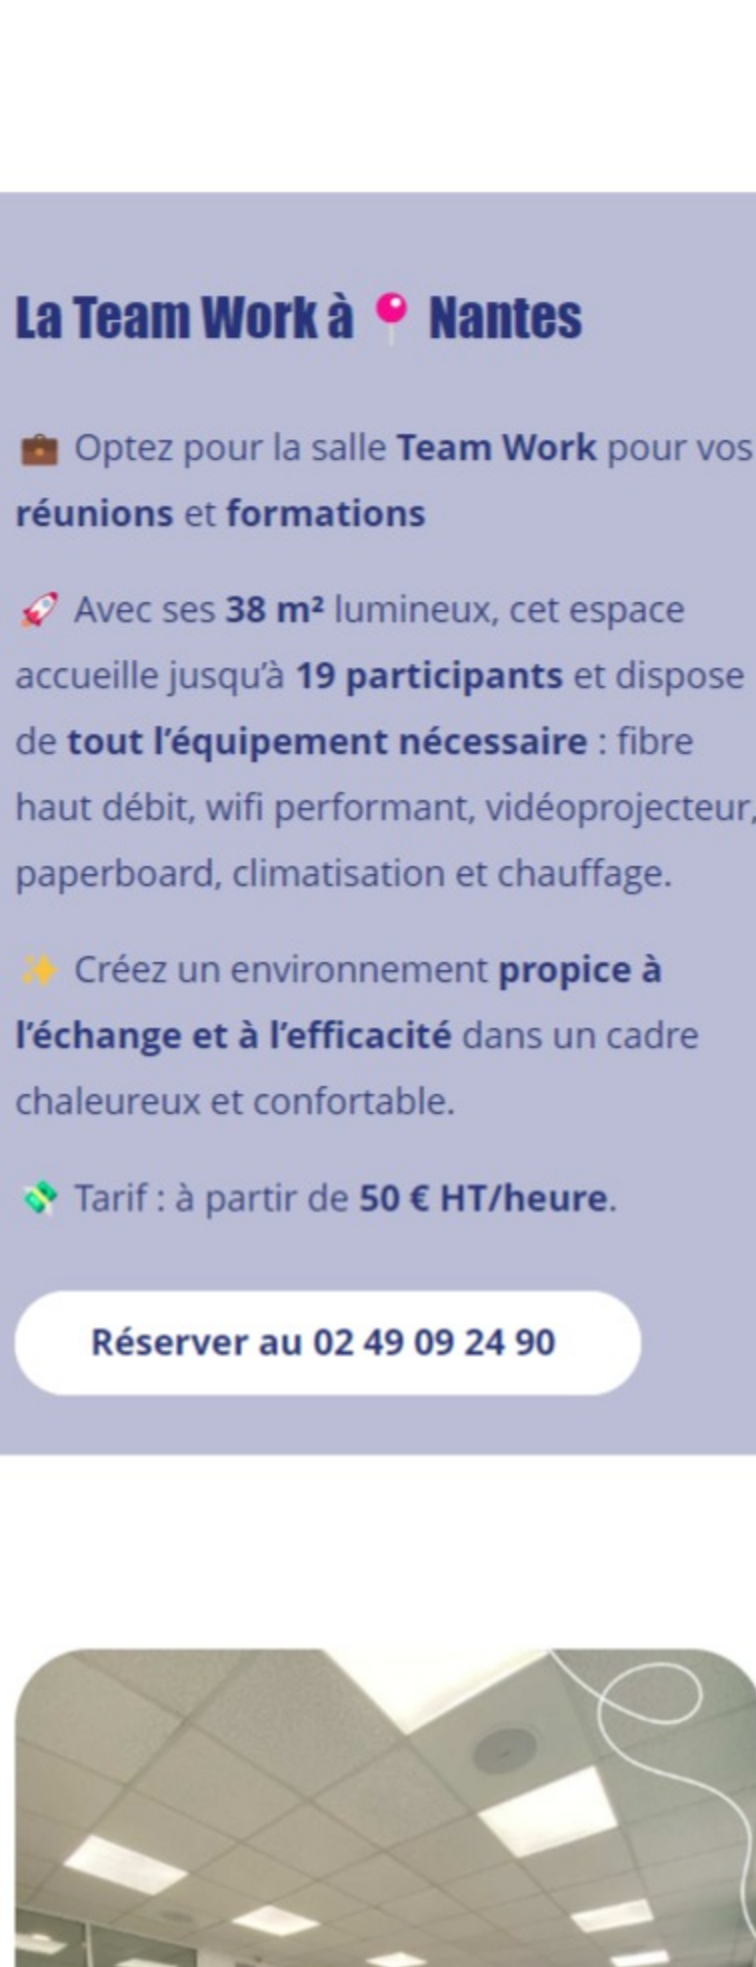 La Team Work à 📍 Nantes
💼 Optez pour la salle Team Work pour vos
réunions et formations
🚀 Avec ses 38 m² lumineux, cet espace
accueille jusqu’à 19 participants et dispose
de tout l’équipement nécessaire : fibre
haut débit, wifi performant, vidéoprojecteur,
paperboard, climatisation et chauffage.
✨ Créez un environnement propice à
l’échange et à l’efficacité dans un cadre
chaleureux et confortable.
💸 Tarif : à partir de 50 € HT/heure.
Réserver au 02 49 09 24 90